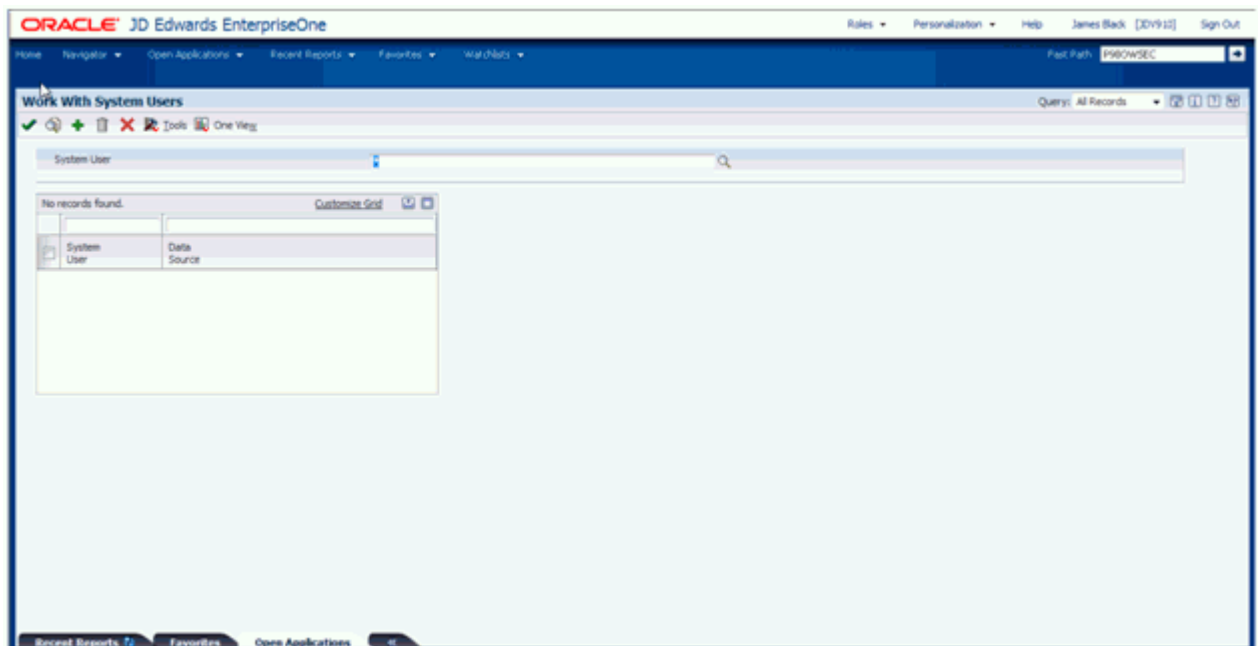 ORACLE JD Edwards EnterpriseOne Roles Personalization Help James Black [JDV910] Sign Out
Home Navigator Open Applications Recent Reports Favorites Watchlists Fast Path P98OWSEC
Work With System Users Query: All Records
Tools One View
System User *
No records found. Customize Grid
System User Data Source
Recent Reports Favorites Open Applications